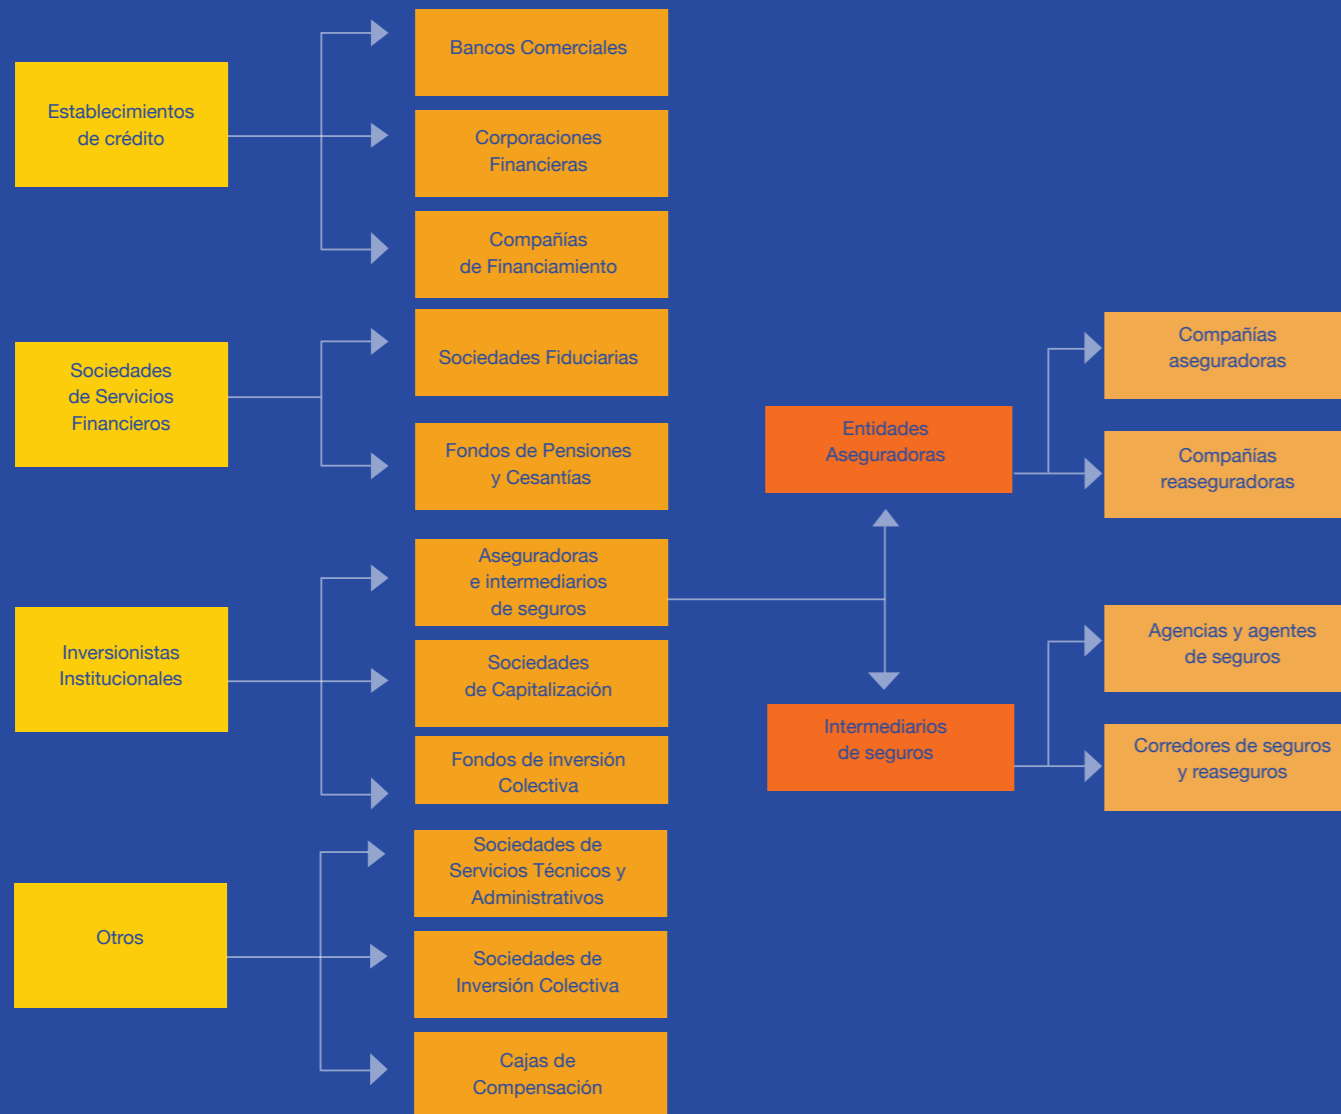 Establecimientos
de crédito
Bancos Comerciales
Corporaciones
Financieras
Compañías
de Financiamiento
Sociedades
de Servicios
Financieros
Sociedades Fiduciarias
Fondos de Pensiones
y Cesantías
Inversionistas
Institucionales
Aseguradoras
e intermediarios
de seguros
Sociedades
de Capitalización
Fondos de inversión
Colectiva
Otros
Sociedades de
Servicios Técnicos y
Administrativos
Sociedades de
Inversión Colectiva
Cajas de
Compensación
Entidades
Aseguradoras
Compañías
aseguradoras
Compañías
reaseguradoras
Intermediarios
de seguros
Agencias y agentes
de seguros
Corredores de seguros
y reaseguros